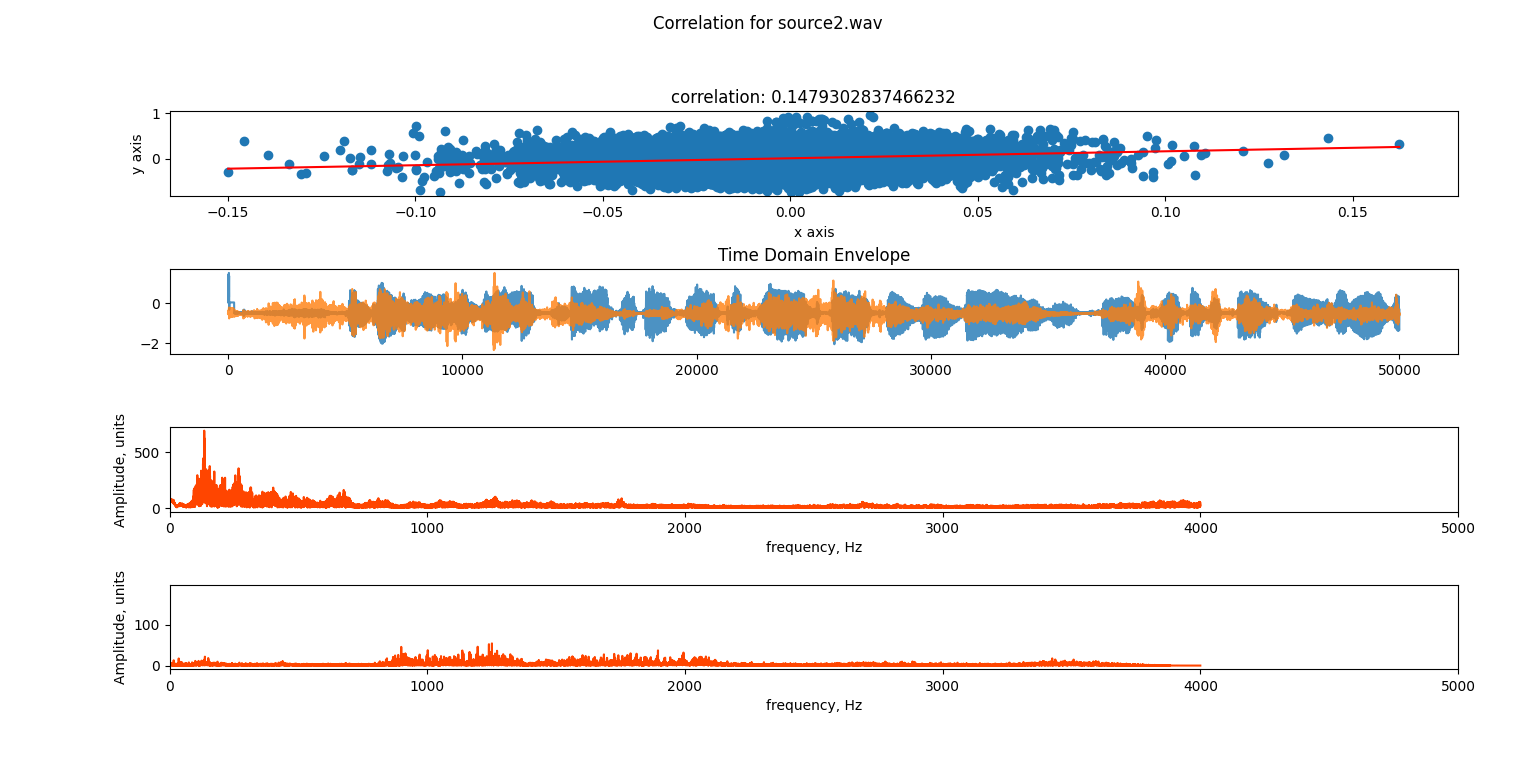 Correlation for source2.wav
correlation: 0.1479302837466232
1
0
y axis
−0.15 −0.10 −0.05 0.00 0.05 0.10 0.15
x axis
Time Domain Envelope
0
−2
0 10000 20000 30000 40000 50000
500
0
Amplitude, units
0 1000 2000 3000 4000 5000
frequency, Hz
100
0
Amplitude, units
0 1000 2000 3000 4000 5000
frequency, Hz